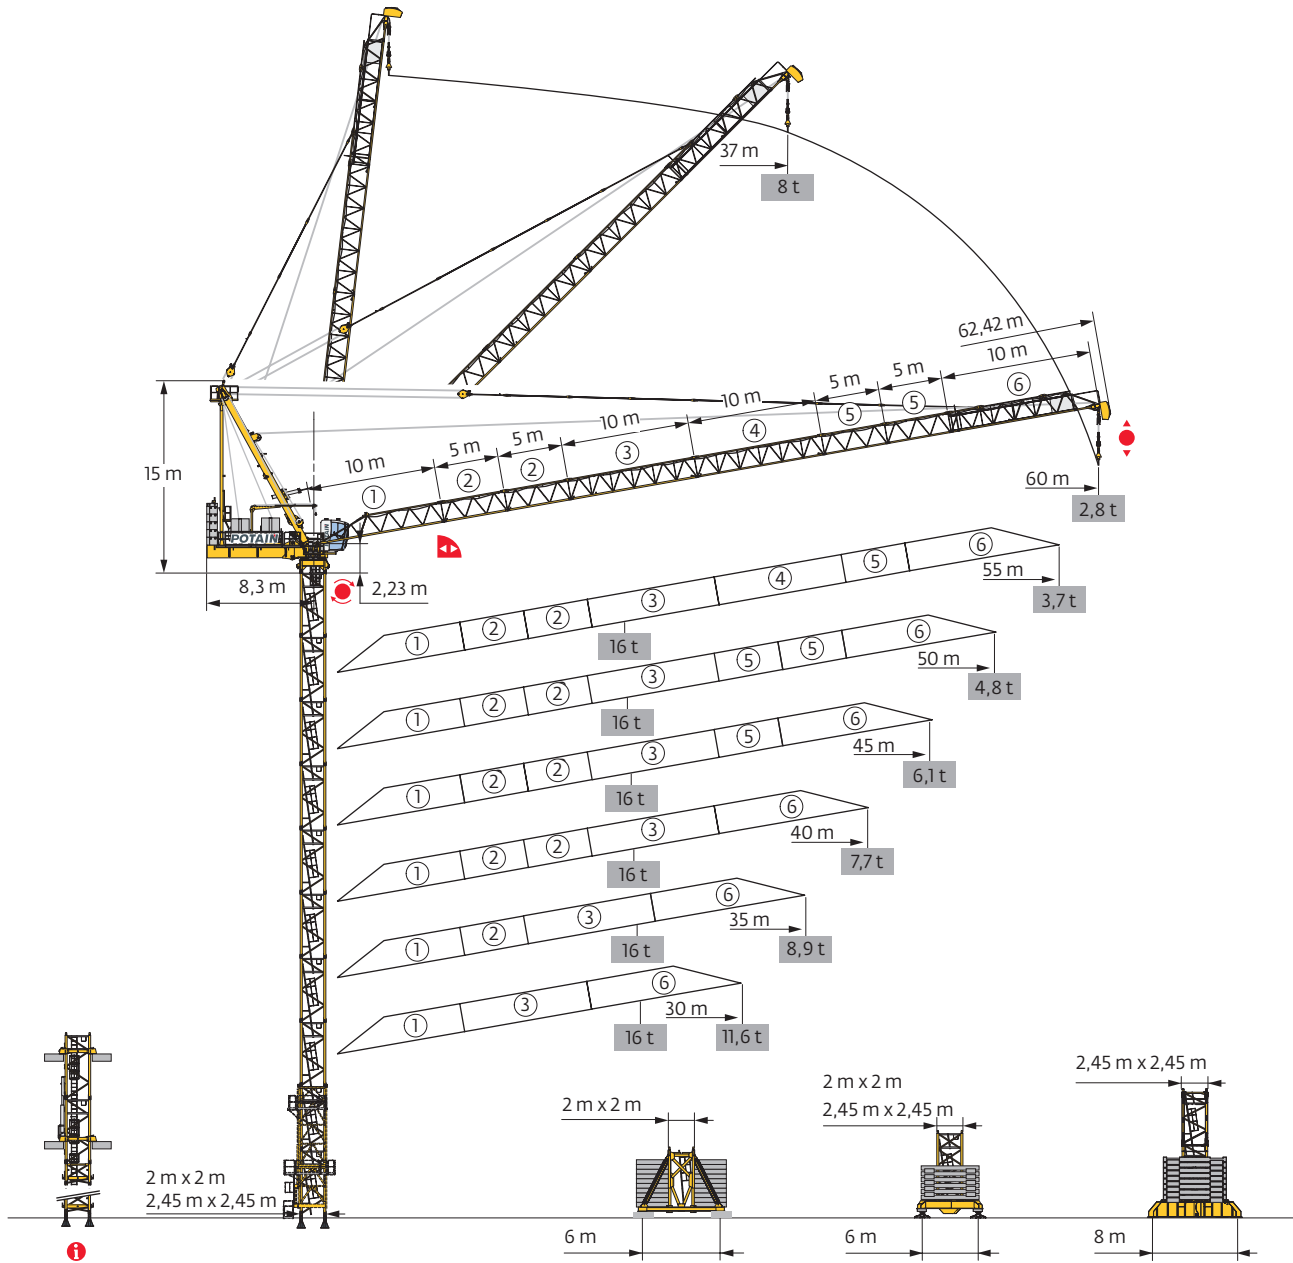 37 m
8 t
62,42 m
10 m
5 m
5 m
10 m
10 m
5 m
5 m
10 m
⑥
⑤
⑤
④
③
②
②
①
15 m
POTAIN
60 m
2,8 t
8,3 m
2,23 m
① ② ② ③ ④ ⑤ ⑥
55 m
16 t
3,7 t
① ② ② ③ ⑤ ⑤ ⑥
50 m
16 t
4,8 t
① ② ② ③ ⑤ ⑥
45 m
16 t
6,1 t
① ② ② ③ ⑥
40 m
16 t
7,7 t
① ② ③ ⑥
35 m
16 t
8,9 t
① ③ ⑥
30 m
16 t
11,6 t
2 m x 2 m
2,45 m x 2,45 m
i
2 m x 2 m
6 m
2 m x 2 m
2,45 m x 2,45 m
6 m
2,45 m x 2,45 m
8 m